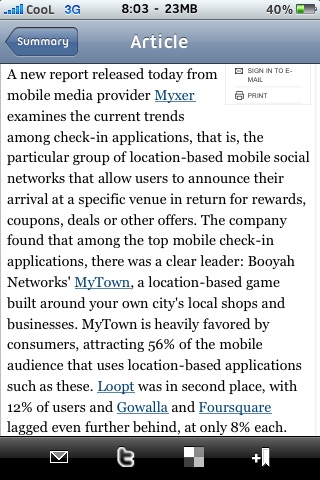 CooL 3G 8:03 - 23MB 40%
Summary Article
SIGN IN TO E-
MAIL
PRINT
A new report released today from
mobile media provider Myxer
examines the current trends
among check-in applications, that is, the
particular group of location-based mobile social
networks that allow users to announce their
arrival at a specific venue in return for rewards,
coupons, deals or other offers. The company
found that among the top mobile check-in
applications, there was a clear leader: Booyah
Networks' MyTown, a location-based game
built around your own city's local shops and
businesses. MyTown is heavily favored by
consumers, attracting 56% of the mobile
audience that uses location-based applications
such as these. Loopt was in second place, with
12% of users and Gowalla and Foursquare
lagged even further behind, at only 8% each.